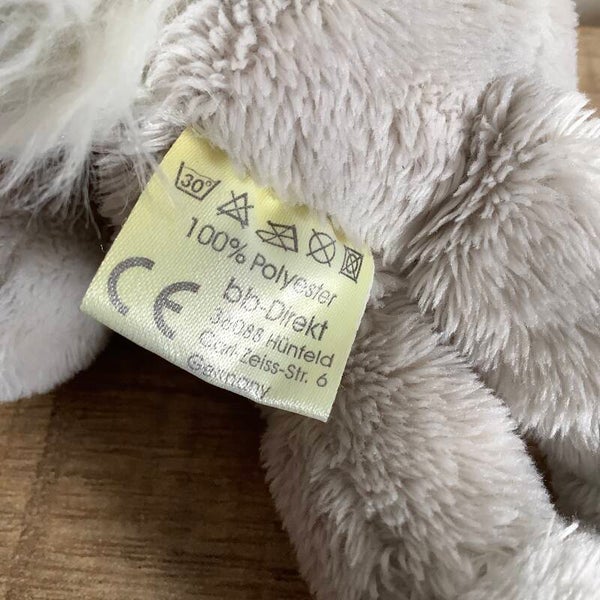 30°
100% Polyester
bb-Direkt
36088 Hünfeld
Carl-Zeiss-Str. 6
Germany
CE